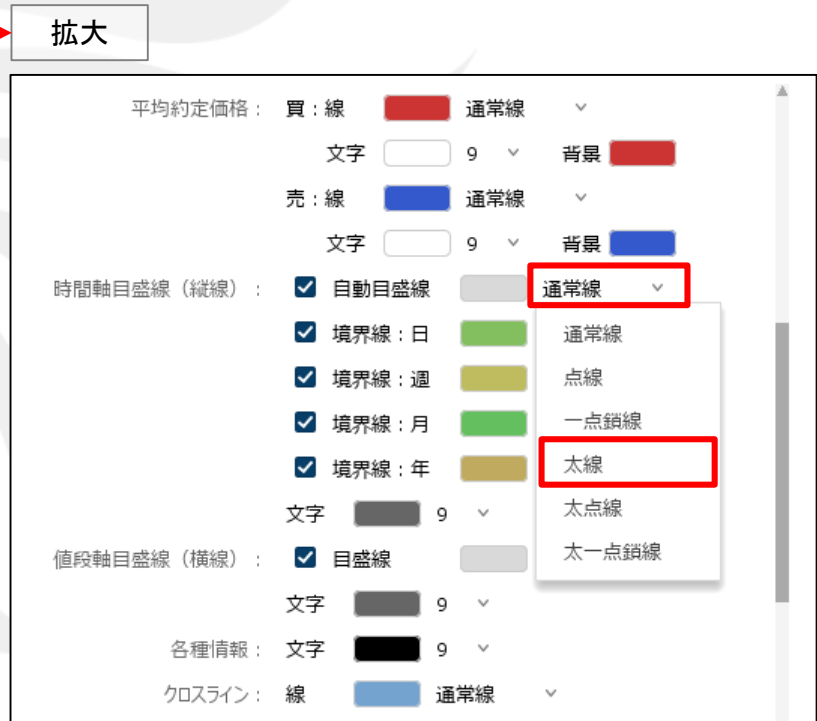 拡大
平均約定価格： 買：線 通常線
文字 9 背景
売：線 通常線
文字 9 背景
時間軸目盛線（縦線）： 自動目盛線 通常線
境界線：日 通常線
境界線：週 点線
境界線：月 一点鎖線
境界線：年 太線
文字 9 太点線
値段軸目盛線（横線）： 目盛線 太一点鎖線
文字 9
各種情報： 文字 9
クロスライン： 線 通常線